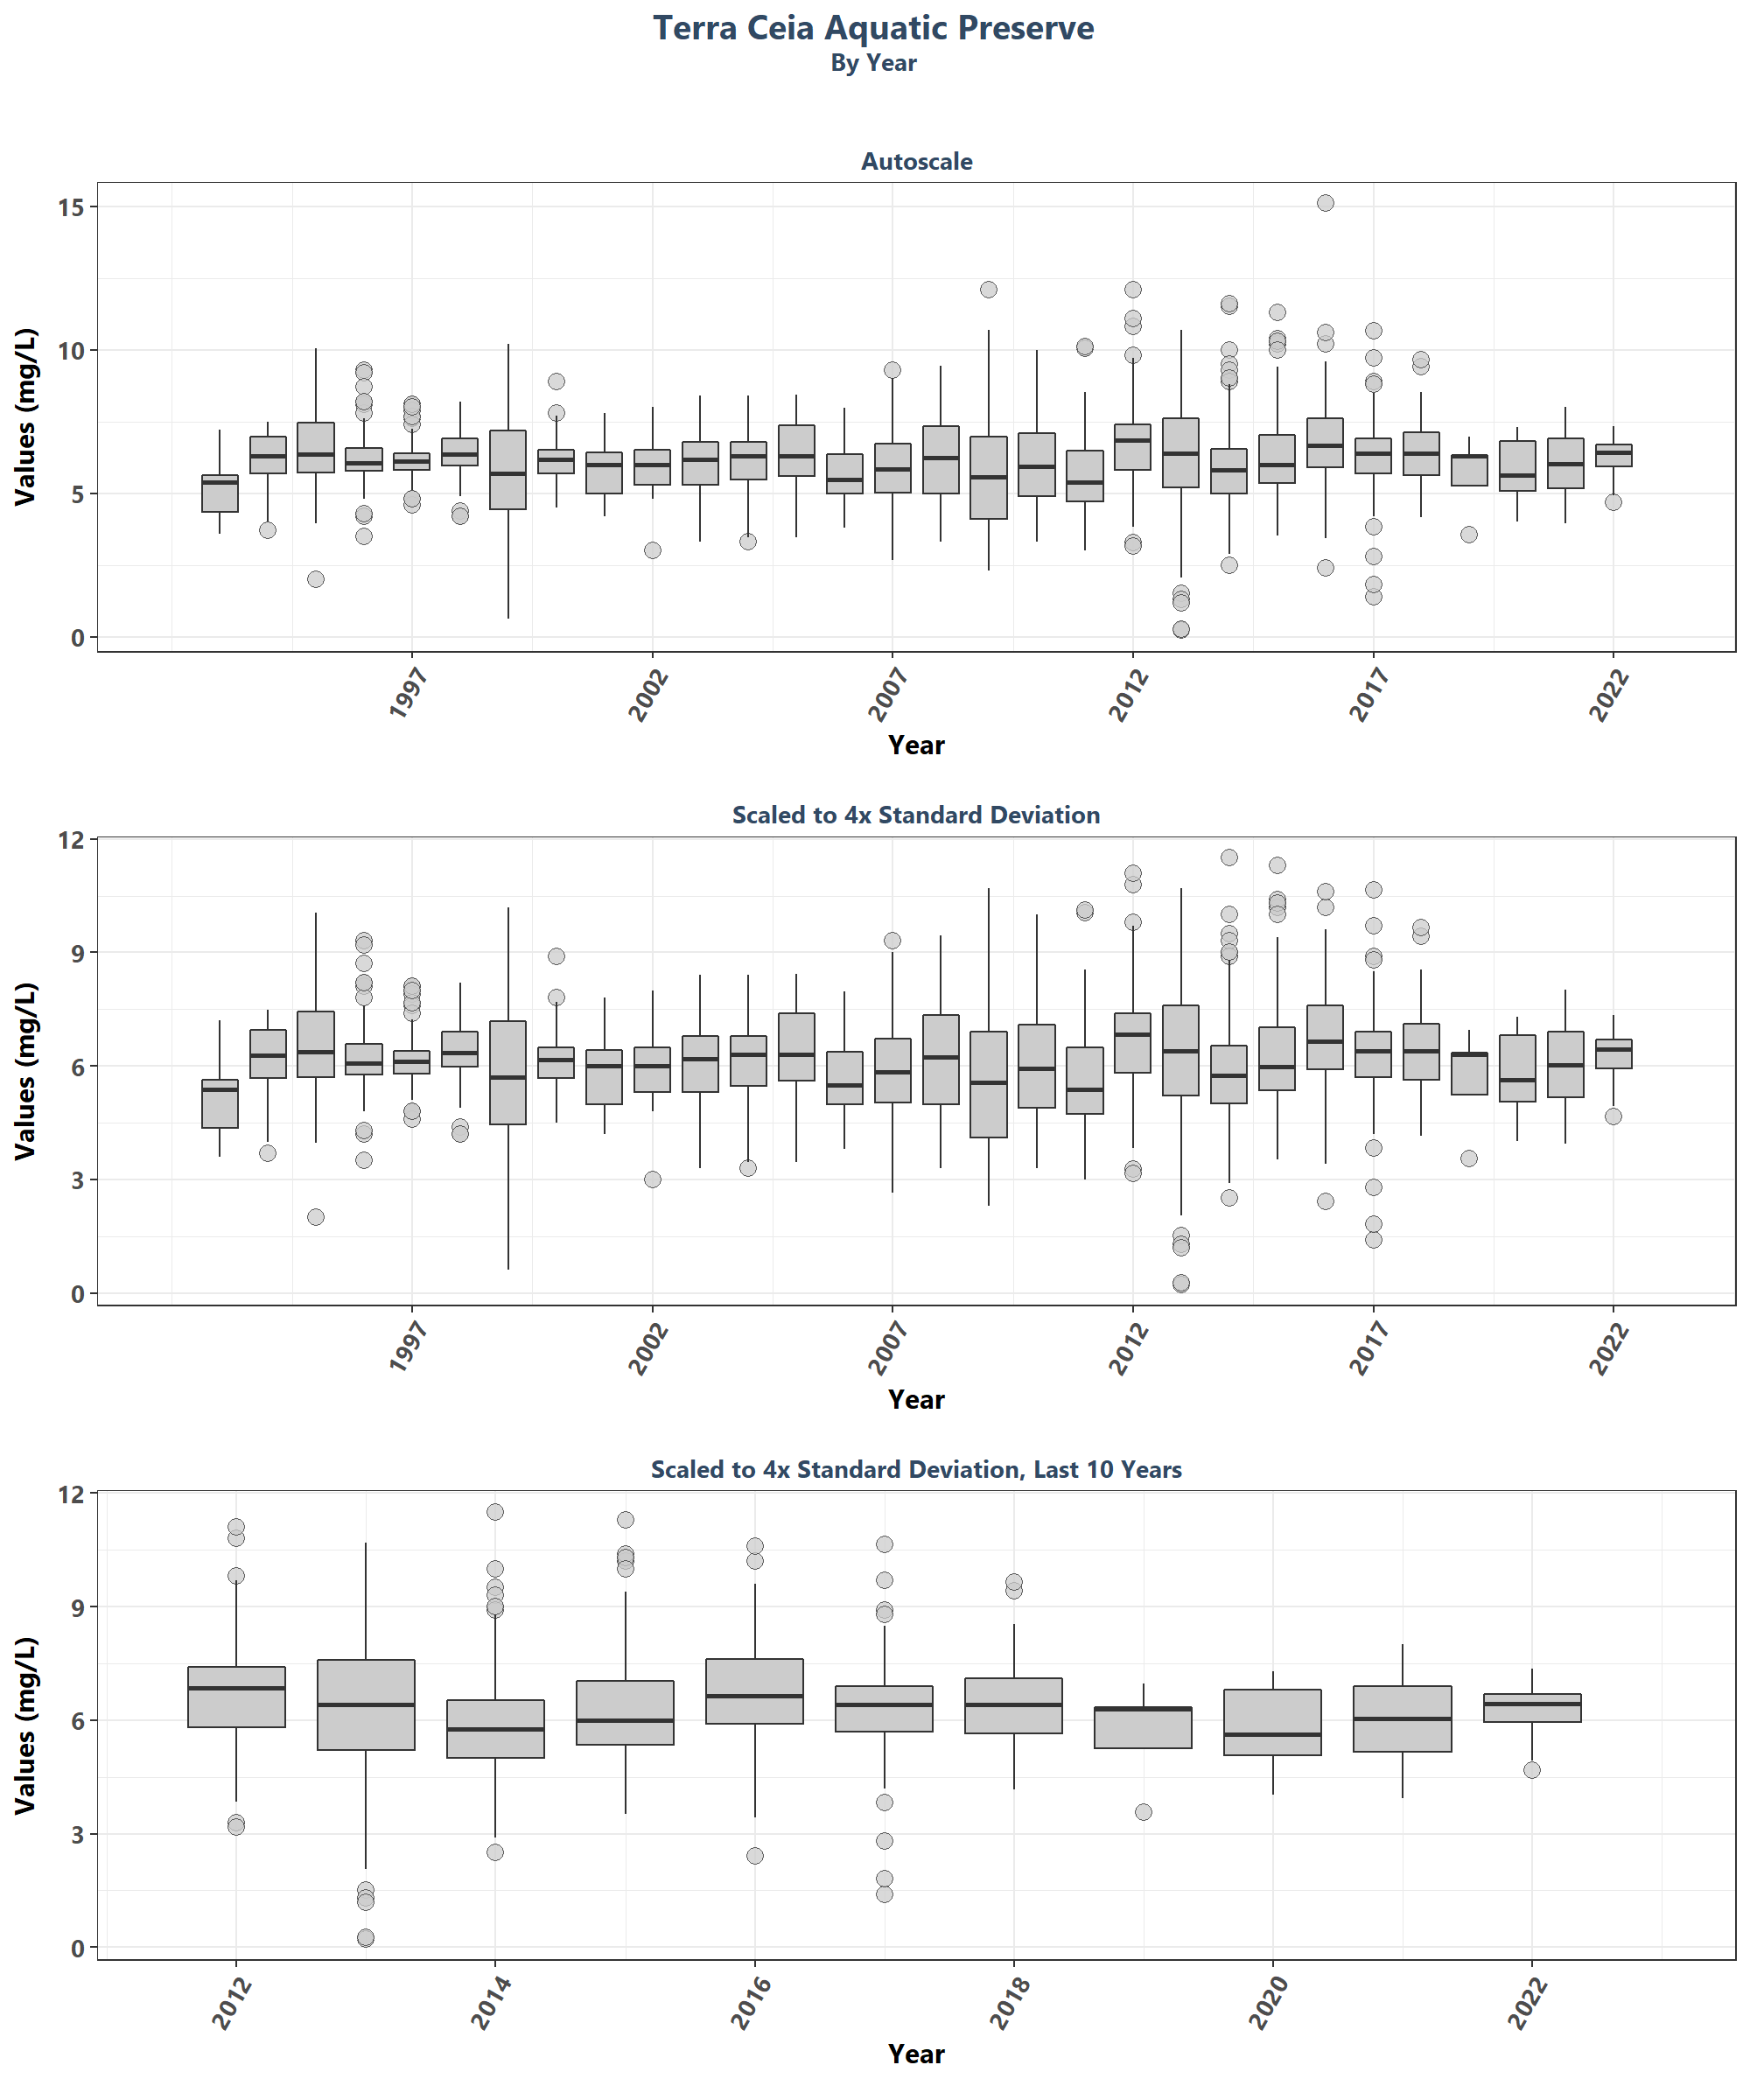 Terra Ceia Aquatic Preserve
By Year
Autoscale
Values (mg/L)
15
10
5
0
1997 2002 2007 2012 2017 2022
Year
Scaled to 4x Standard Deviation
Values (mg/L)
12
9
6
3
0
1997 2002 2007 2012 2017 2022
Year
Scaled to 4x Standard Deviation, Last 10 Years
Values (mg/L)
12
9
6
3
0
2012 2014 2016 2018 2020 2022
Year